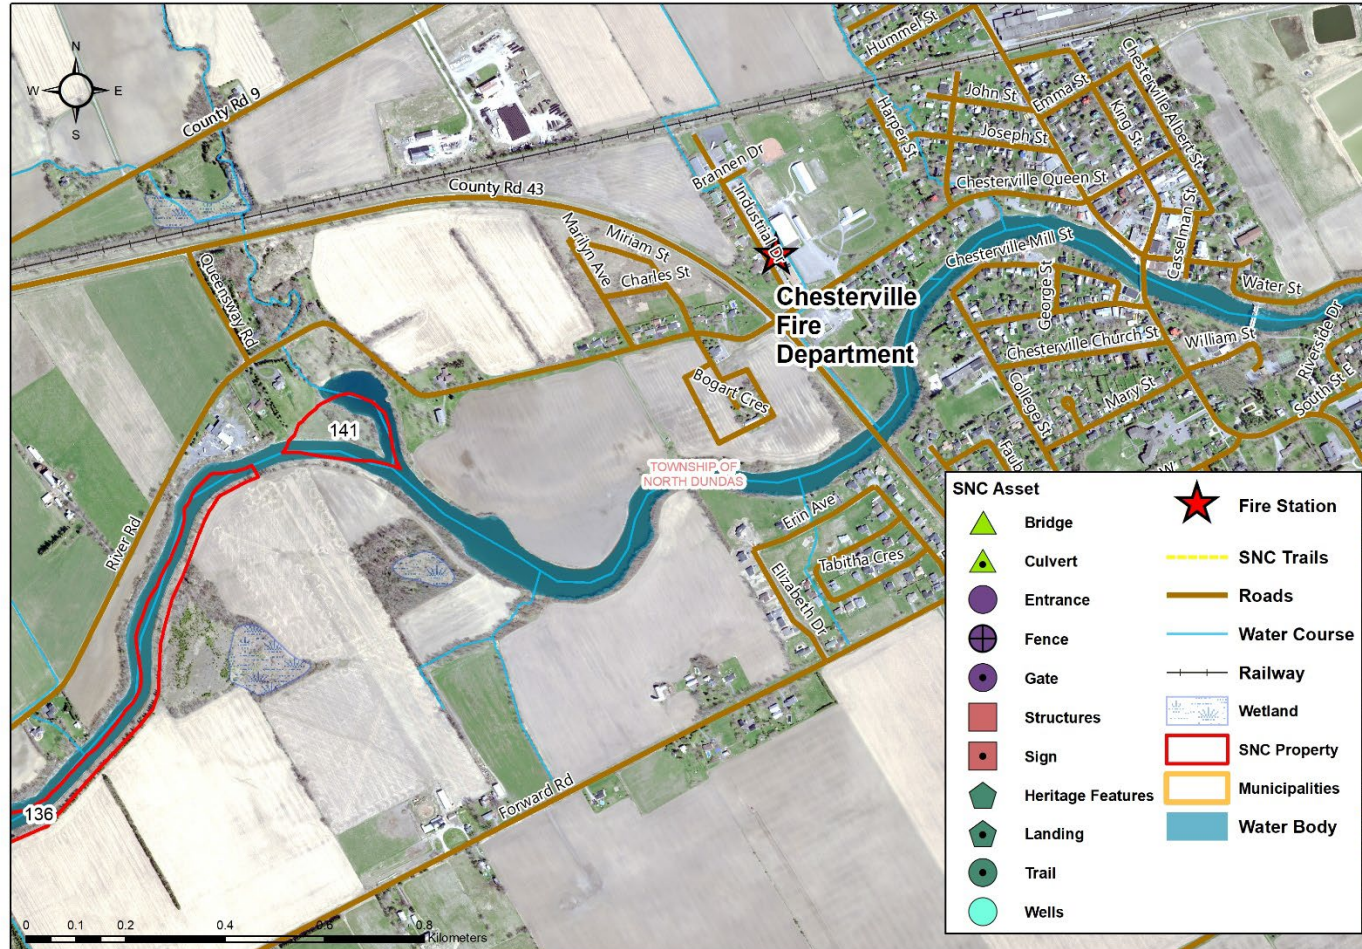 N
W
E
S
Hummel St
County Rd 9
John St
Emma St
Chesterville Albert St
King St
Harper St
Joseph St
Brannen Dr
County Rd 43
Chesterville Queen St
Industrial Dr
Casselman St
Miriam St
Marilyn Ave
Chesterville Mill St
Queensway Rd
Charles St
George St
Water St
Chesterville
Fire
Department
Riverside Dr
Chesterville Church St
William St
Bogart Cres
Mary St
South St E
College St
141
Faub
W
TOWNSHIP OF
NORTH DUNDAS
Erin Ave
River Rd
Tabitha Cres
Elizabeth Dr
Forward Rd
136
SNC Asset
Bridge
Culvert
Entrance
Fence
Gate
Structures
Sign
Heritage Features
Landing
Trail
Wells
Fire Station
SNC Trails
Roads
Water Course
Railway
Wetland
SNC Property
Municipalities
Water Body
0 0.1 0.2 0.4 0.6 0.8
Kilometers